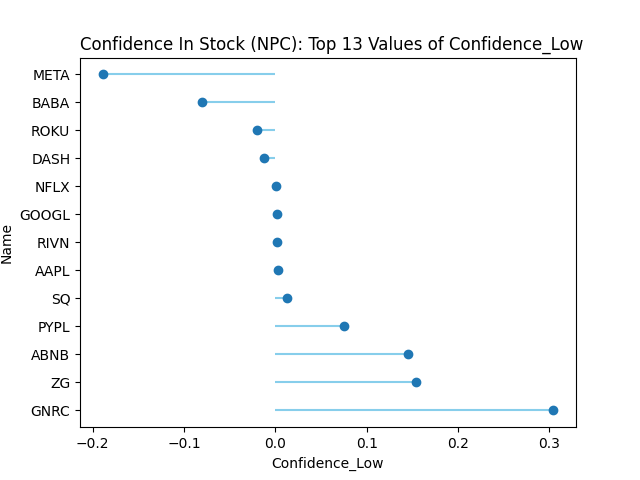 Confidence In Stock (NPC): Top 13 Values of Confidence_Low
META
BABA
ROKU
DASH
NFLX
GOOGL
RIVN
AAPL
SQ
PYPL
ABNB
ZG
GNRC
Name
−0.2 −0.1 0.0 0.1 0.2 0.3
Confidence_Low